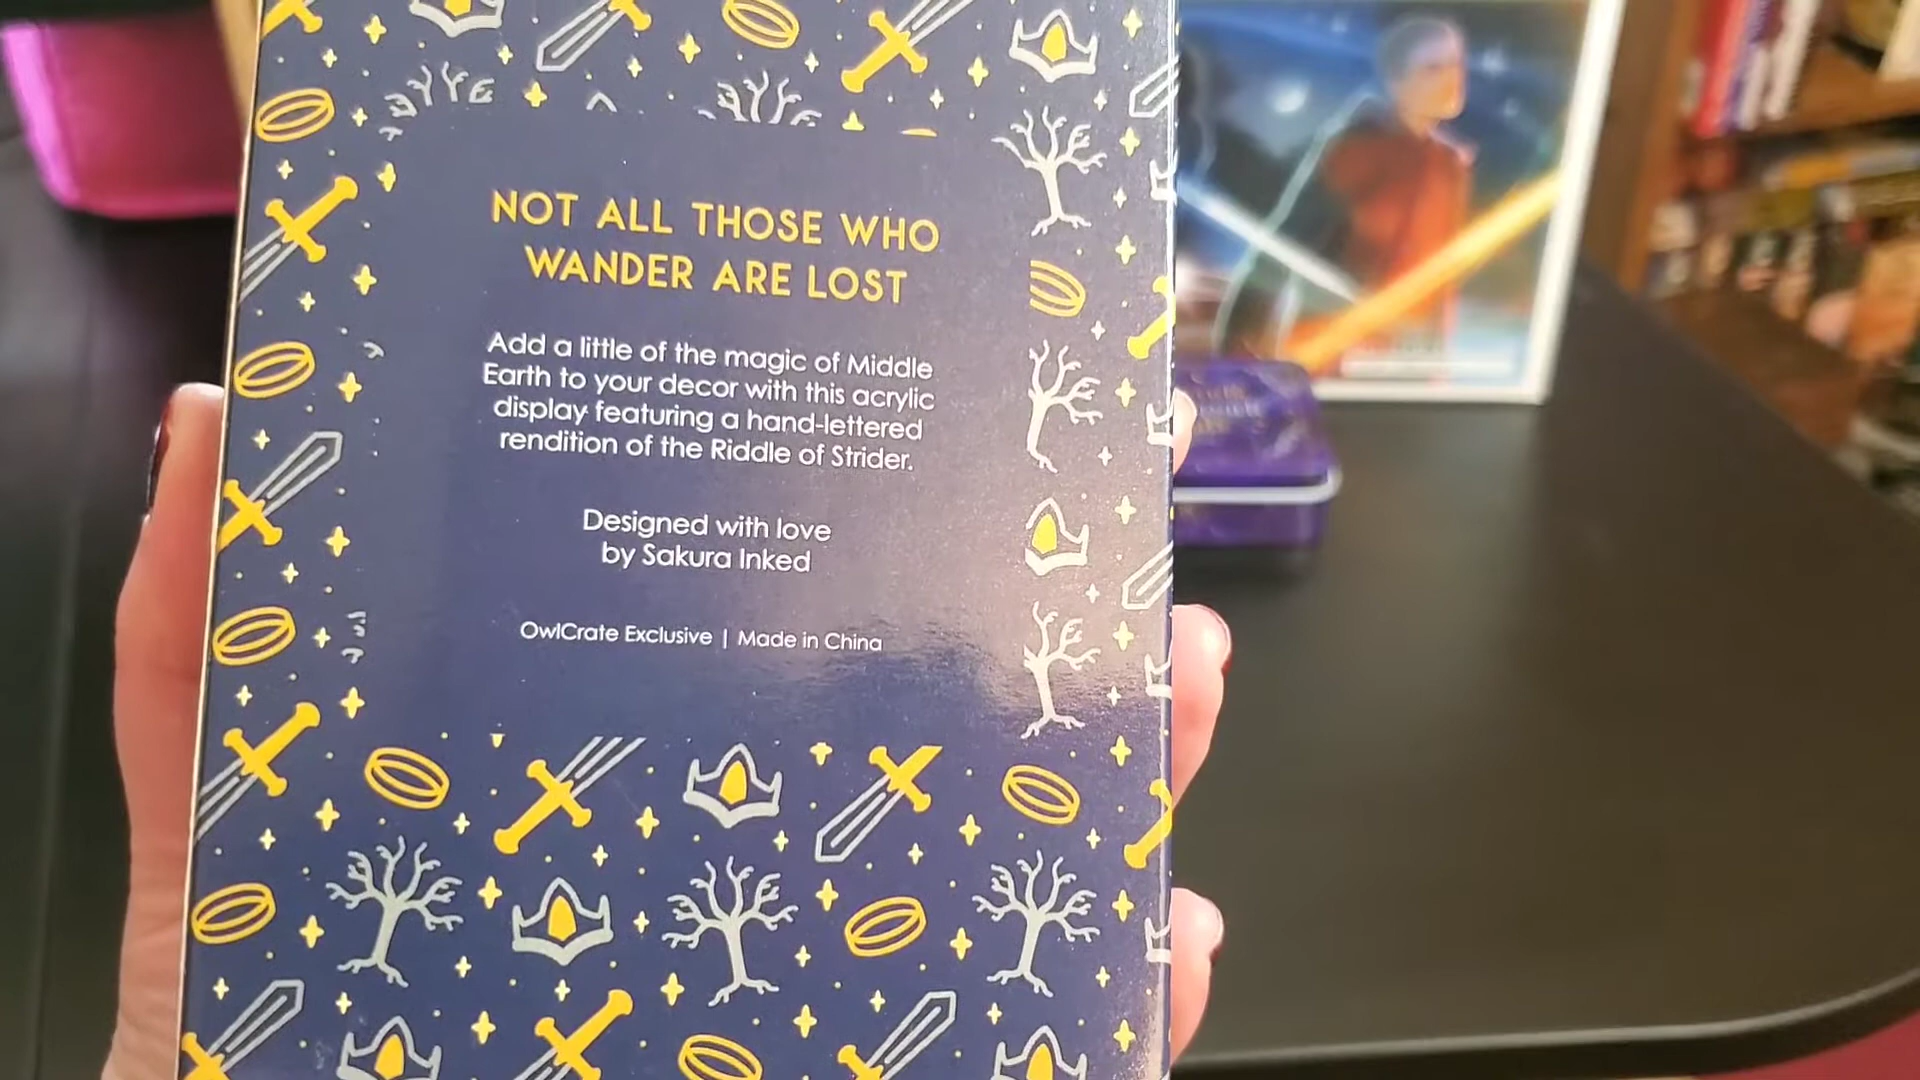 NOT ALL THOSE WHO
WANDER ARE LOST
Add a little of the magic of Middle
Earth to your decor with this acrylic
display featuring a hand-lettered
rendition of the Riddle of Strider.
Designed with love
by Sakura Inked
OwlCrate Exclusive | Made in China